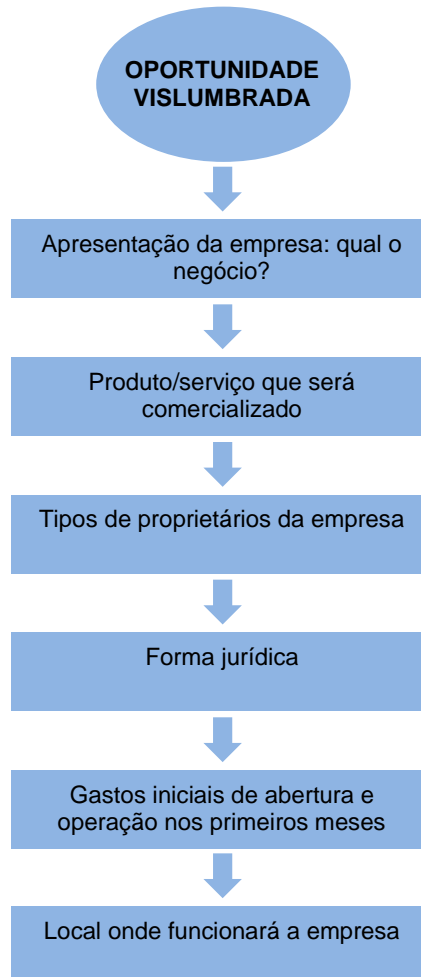 OPORTUNIDADE
VISLUMBRADA
Apresentação da empresa: qual o
negócio?
Produto/serviço que será
comercializado
Tipos de proprietários da empresa
Forma jurídica
Gastos iniciais de abertura e
operação nos primeiros meses
Local onde funcionará a empresa